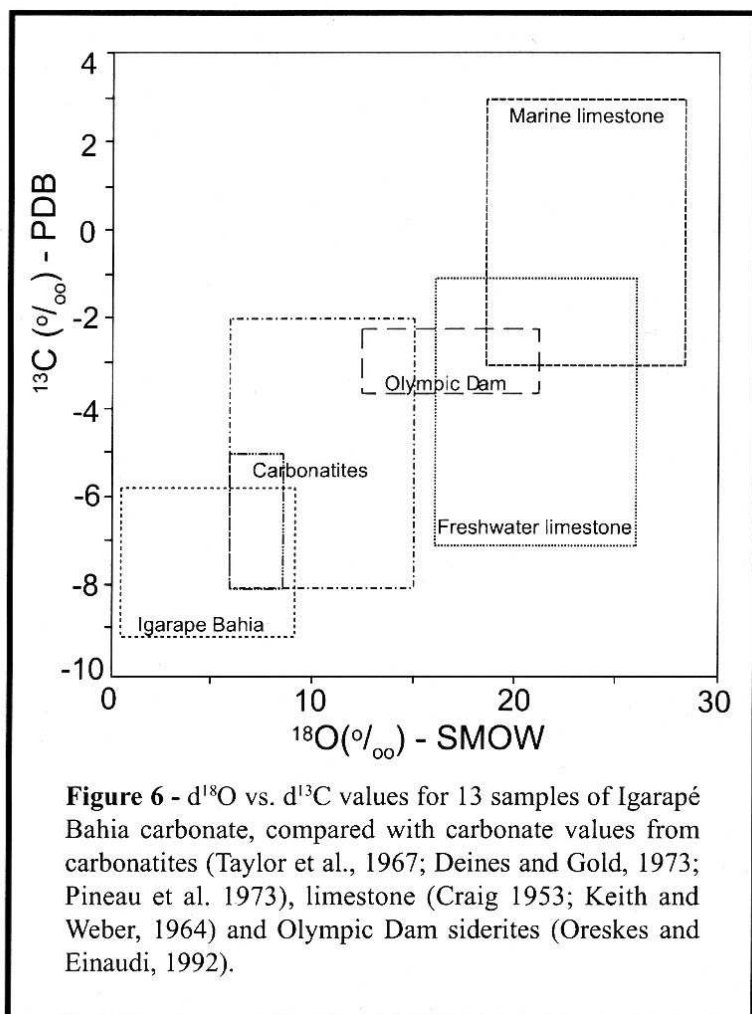 4
2
0
-2
-4
-6
-8
-10
¹³C (º/₀₀) - PDB
Marine limestone
Olympic Dam
Carbonatites
Freshwater limestone
Igarape Bahia
0 10 20 30
¹⁸O(º/₀₀) - SMOW
Figure 6 - d¹⁸O vs. d¹³C values for 13 samples of Igarapé
Bahia carbonate, compared with carbonate values from
carbonatites (Taylor et al., 1967; Deines and Gold, 1973;
Pineau et al. 1973), limestone (Craig 1953; Keith and
Weber, 1964) and Olympic Dam siderites (Oreskes and
Einaudi, 1992).